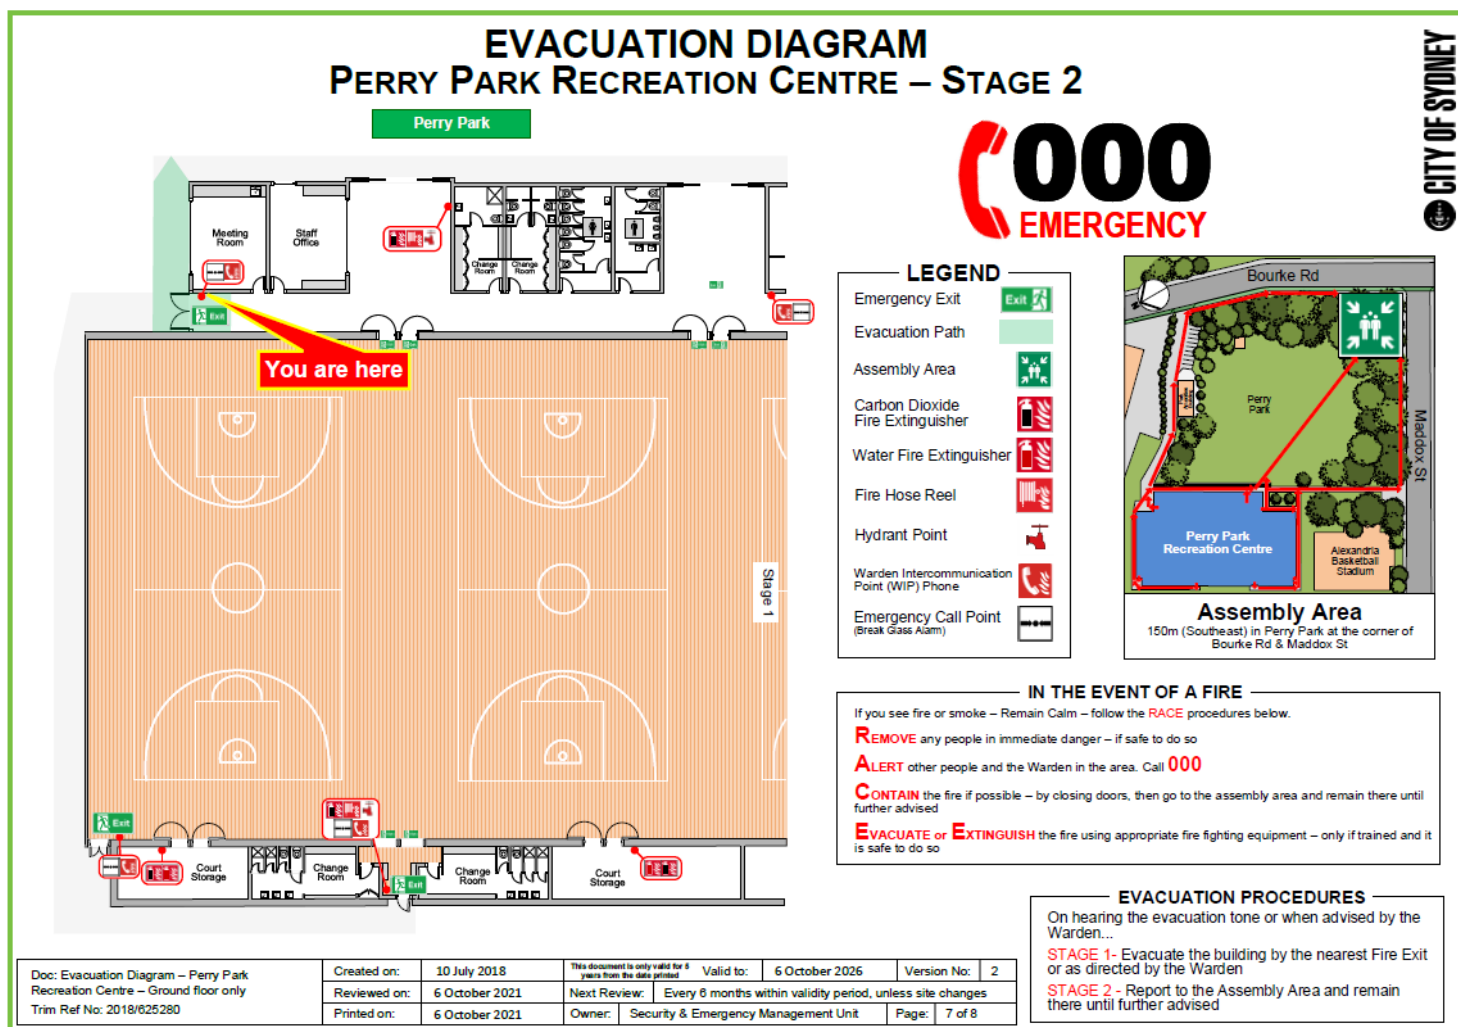 EVACUATION DIAGRAM
PERRY PARK RECREATION CENTRE – STAGE 2
CITY OF SYDNEY
Perry Park
000
EMERGENCY
Meeting
Room
Staff
Office
Change
Room
Change
Room
Exit
You are here
Stage 1
Exit
Court
Storage
Change
Room
Exit
Change
Room
Court
Storage
LEGEND
Emergency Exit
Exit
Evacuation Path
Assembly Area
Carbon Dioxide
Fire Extinguisher
Water Fire Extinguisher
Fire Hose Reel
Hydrant Point
Warden Intercommunication
Point (WIP) Phone
Emergency Call Point
(Break Glass Alarm)
Bourke Rd
Maddox St
Perry
Park
Perry Park
Recreation Centre
Alexandria
Basketball
Stadium
Assembly Area
150m (Southeast) in Perry Park at the corner of
Bourke Rd & Maddox St
IN THE EVENT OF A FIRE
If you see fire or smoke – Remain Calm – follow the RACE procedures below.
REMOVE any people in immediate danger – if safe to do so
ALERT other people and the Warden in the area. Call 000
CONTAIN the fire if possible – by closing doors, then go to the assembly area and remain there until
further advised
EVACUATE or EXTINGUISH the fire using appropriate fire fighting equipment – only if trained and it
is safe to do so
EVACUATION PROCEDURES
On hearing the evacuation tone or when advised by the
Warden...
STAGE 1- Evacuate the building by the nearest Fire Exit
or as directed by the Warden
STAGE 2 - Report to the Assembly Area and remain
there until further advised
Doc: Evacuation Diagram – Perry Park
Recreation Centre – Ground floor only
Trim Ref No: 2018/625280
Created on: 10 July 2018
Reviewed on: 6 October 2021
Printed on: 6 October 2021
This document is only valid for 5
years from the date printed
Valid to: 6 October 2026
Version No: 2
Next Review: Every 6 months within validity period, unless site changes
Owner: Security & Emergency Management Unit
Page: 7 of 8